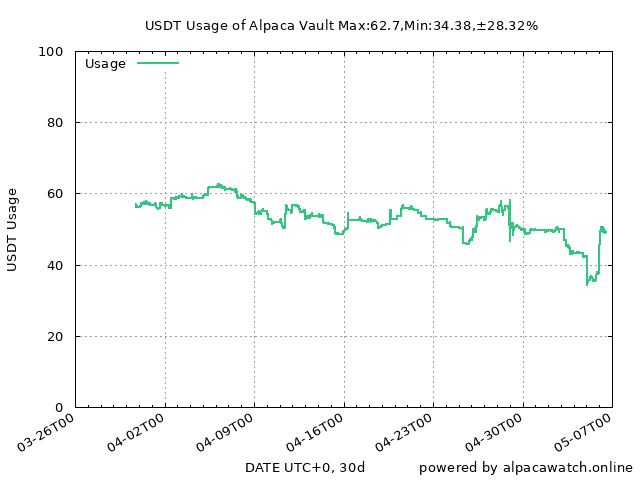 USDT Usage of Alpaca Vault Max:62.7,Min:34.38,±28.32%
Usage
100
80
60
40
20
0
USDT Usage
03-26T00
04-02T00
04-09T00
04-16T00
04-23T00
04-30T00
05-07T00
DATE UTC+0, 30d
powered by alpacawatch.online